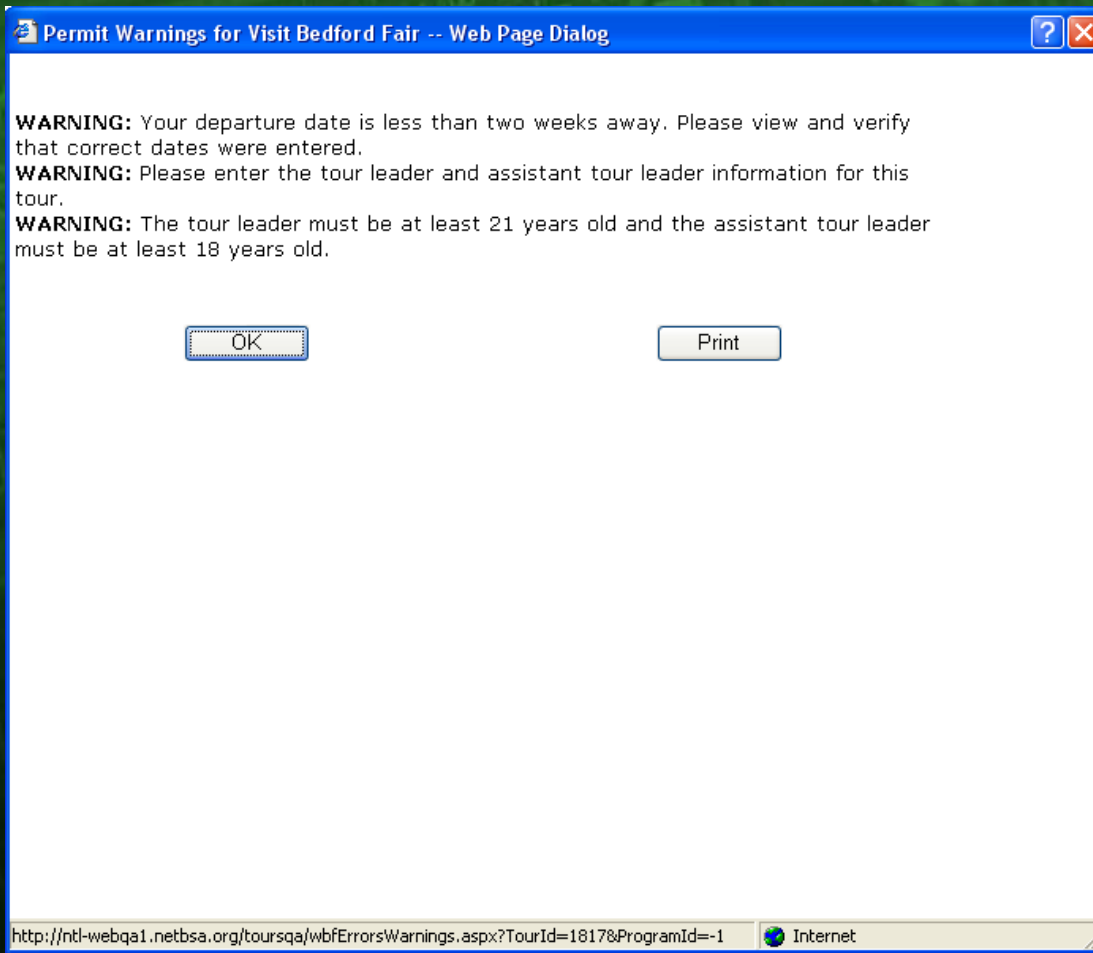 Permit Warnings for Visit Bedford Fair -- Web Page Dialog
WARNING: Your departure date is less than two weeks away. Please view and verify
that correct dates were entered.
WARNING: Please enter the tour leader and assistant tour leader information for this
tour.
WARNING: The tour leader must be at least 21 years old and the assistant tour leader
must be at least 18 years old.
OK Print
http://ntl-webqa1.netbsa.org/toursqa/wbfErrorsWarnings.aspx?TourId=1817&ProgramId=-1 Internet